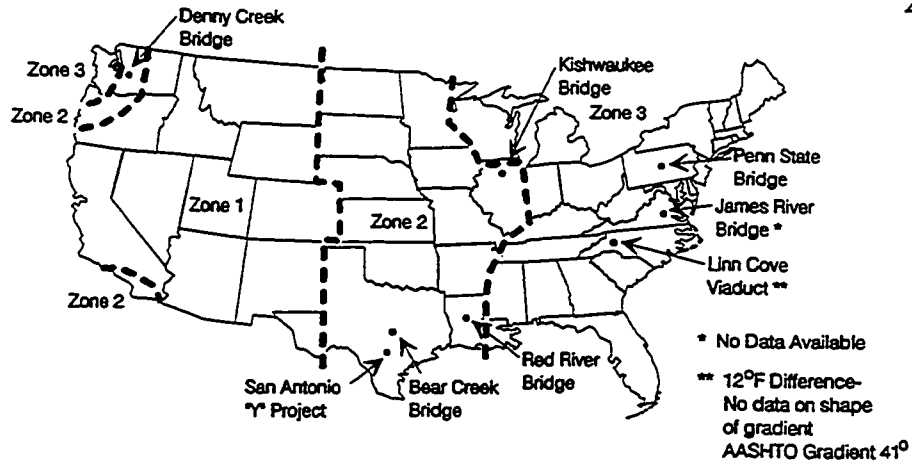 Denny Creek
Bridge
Zone 3
Zone 2
Kishwaukee
Bridge
Zone 3
Penn State
Bridge
Zone 1
Zone 2
James River
Bridge *
Linn Cove
Viaduct **
Zone 2
San Antonio
"Y" Project
Bear Creek
Bridge
Red River
Bridge
* No Data Available
** 12°F Difference-
No data on shape
of gradient
AASHTO Gradient 41°